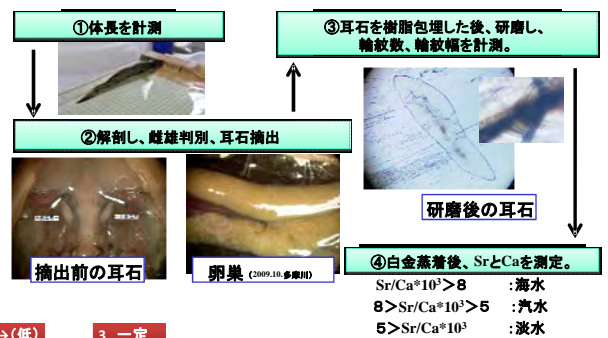 ①体長を計測
②解剖し、雌雄判別、耳石摘出
摘出前の耳石
卵巣 (2009.10.多摩川)
③耳石を樹脂包埋した後、研磨し、
輪紋数、輪紋幅を計測。
研磨後の耳石
④白金蒸着後、SrとCaを測定。
Sr/Ca*10³＞8 :海水
8＞Sr/Ca*10³＞5 :汽水
5＞Sr/Ca*10³ :淡水
→(低)
3. 一定